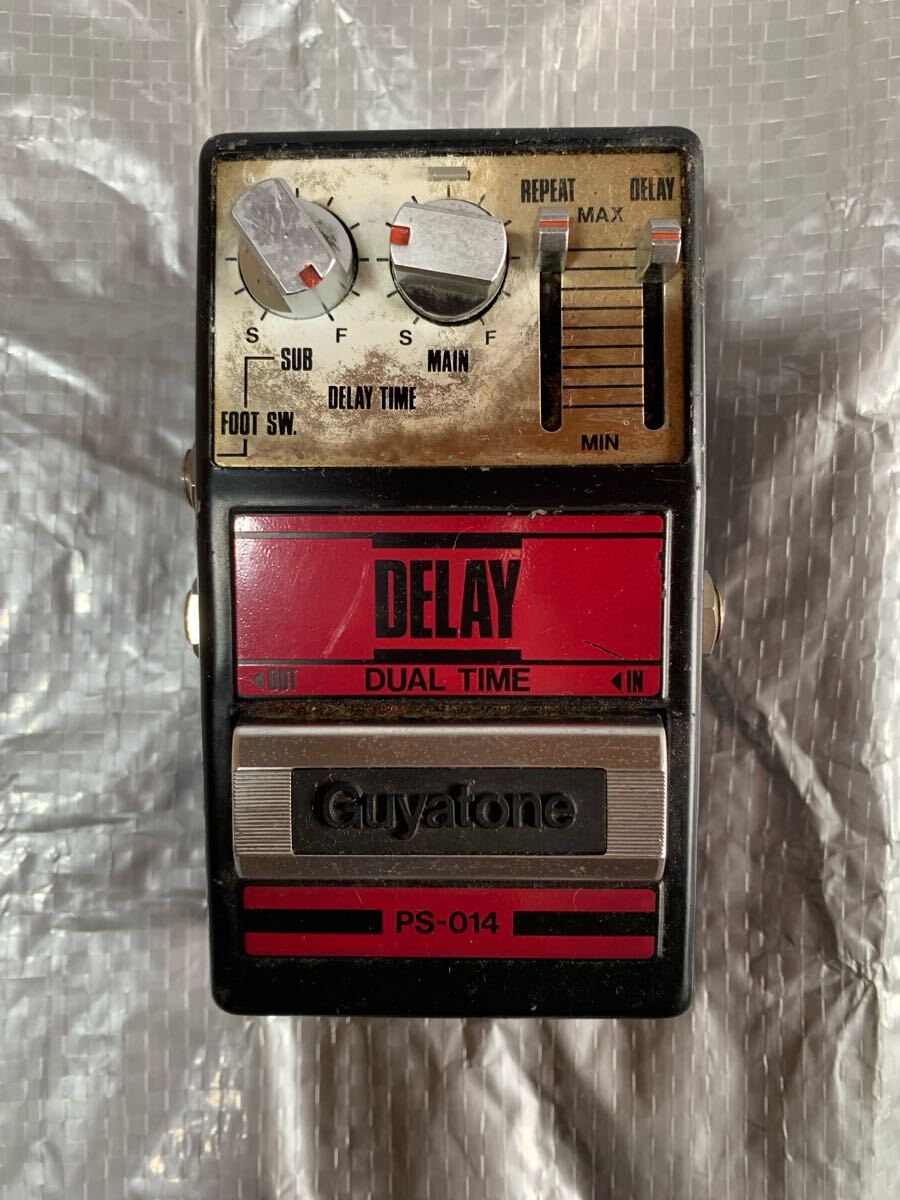 REPEAT DELAY
MAX
S F
S F
SUB MAIN
DELAY TIME
FOOT SW.
MIN
DELAY
OUT DUAL TIME IN
Guyatone
PS-014